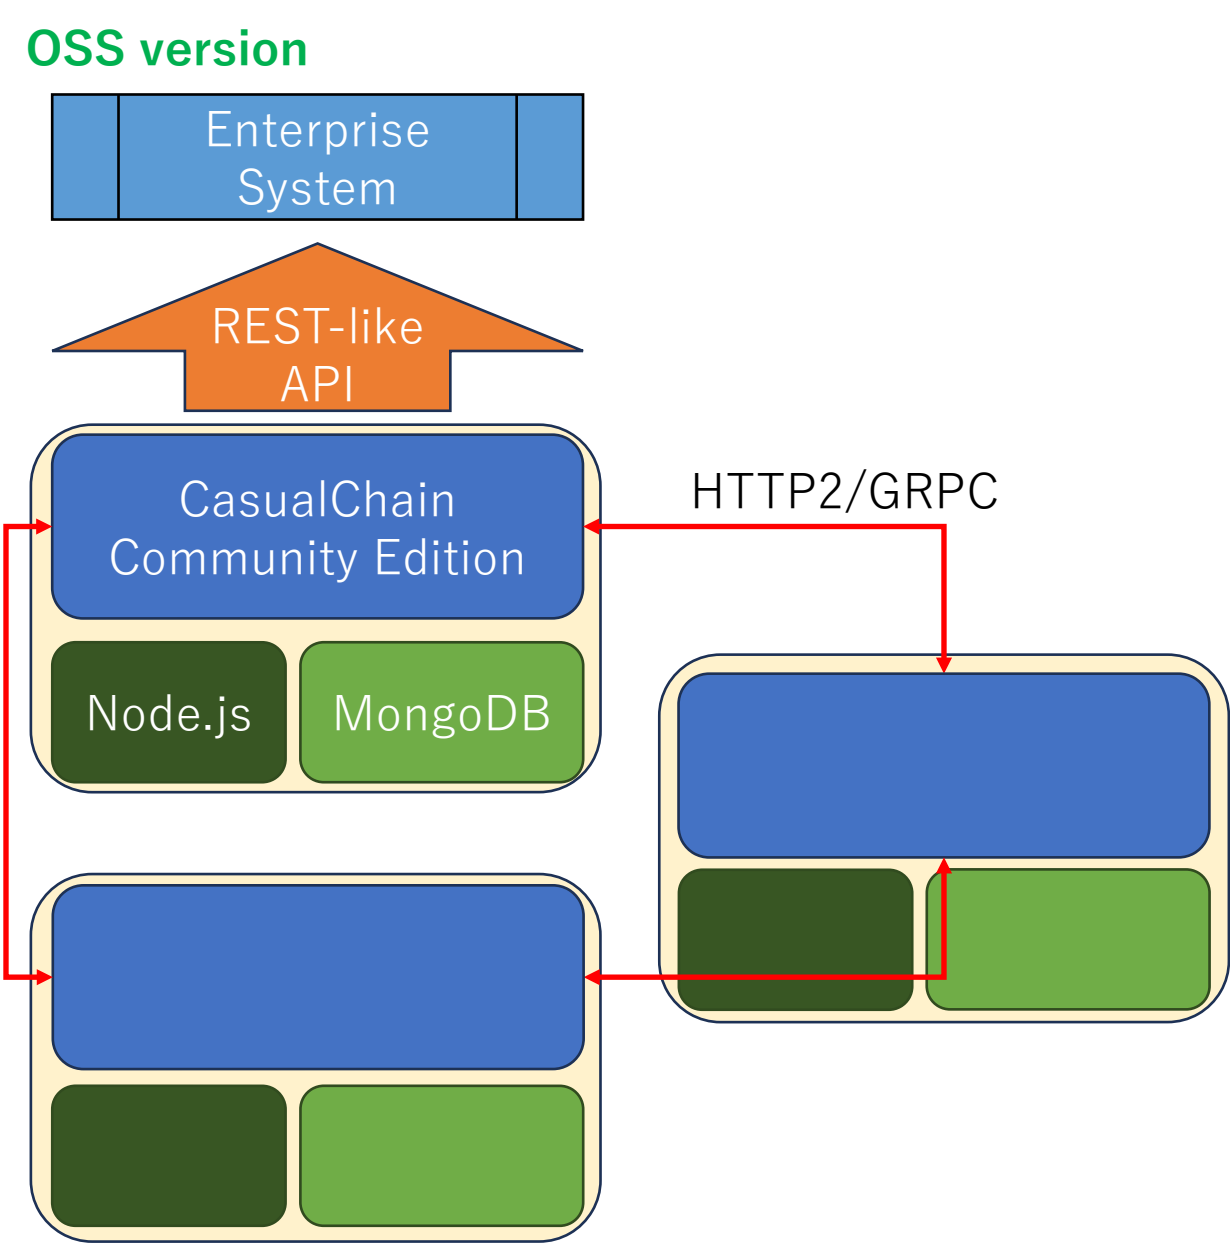 OSS version
Enterprise
System
REST-like
API
CasualChain
Community Edition
HTTP2/GRPC
Node.js
MongoDB